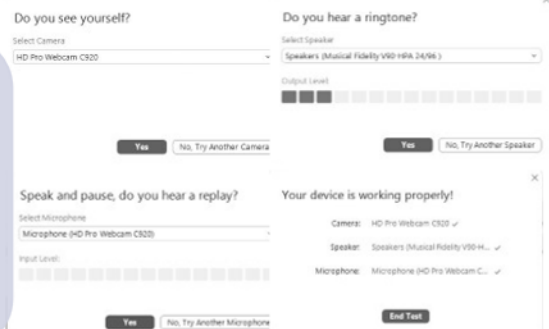 Do you see yourself?
Select Camera
HD Pro Webcam C920
Yes
No, Try Another Camera
Do you hear a ringtone?
Select Speaker
Speakers (Musical Fidelity V90-HPA 24/96 )
Output Level:
Yes
No, Try Another Speaker
Speak and pause, do you hear a replay?
Select Microphone
Microphone (HD Pro Webcam C920)
Input Level:
Yes
No, Try Another Microphone
Your device is working properly!
Camera: HD Pro Webcam C920
Speaker: Speakers (Musical Fidelity V90-H...
Microphone: Microphone (HD Pro Webcam C...
End Test